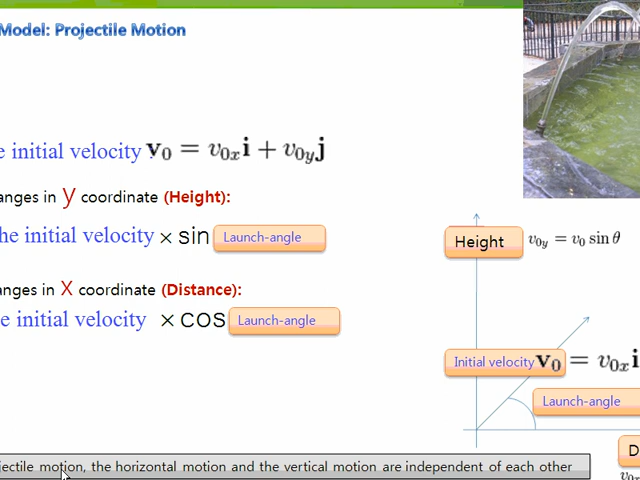 Model: Projectile Motion
e initial velocity v₀ = v₀ₓi + v₀ᵧj
anges in y coordinate (Height):
he initial velocity × sin Launch-angle
anges in x coordinate (Distance):
e initial velocity × cos Launch-angle
Height v₀ᵧ = v₀ sin θ
Initial velocity v₀ = v₀ₓi
Launch-angle
D
v₀ₓ
jectile motion, the horizontal motion and the vertical motion are independent of each other